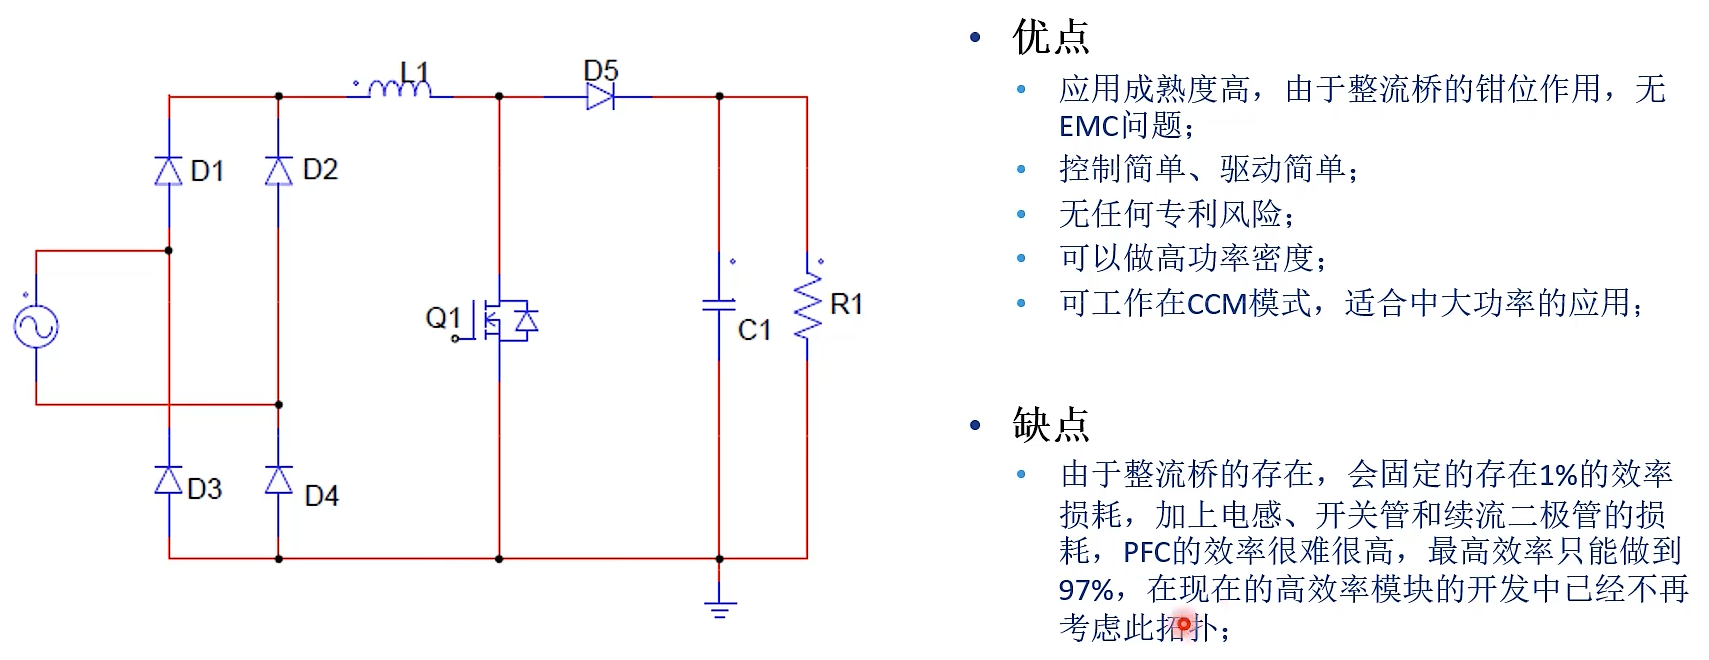 L1
D5
D1
D2
Q1
C1
R1
D3
D4
• 优点
• 应用成熟度高，由于整流桥的钳位作用，无
EMC问题；
• 控制简单、驱动简单；
• 无任何专利风险；
• 可以做高功率密度；
• 可工作在CCM模式，适合中大功率的应用；
• 缺点
• 由于整流桥的存在，会固定的存在1%的效率
损耗，加上电感、开关管和续流二极管的损
耗，PFC的效率很难很高，最高效率只能做到
97%，在现在的高效率模块的开发中已经不再
考虑此拓扑；